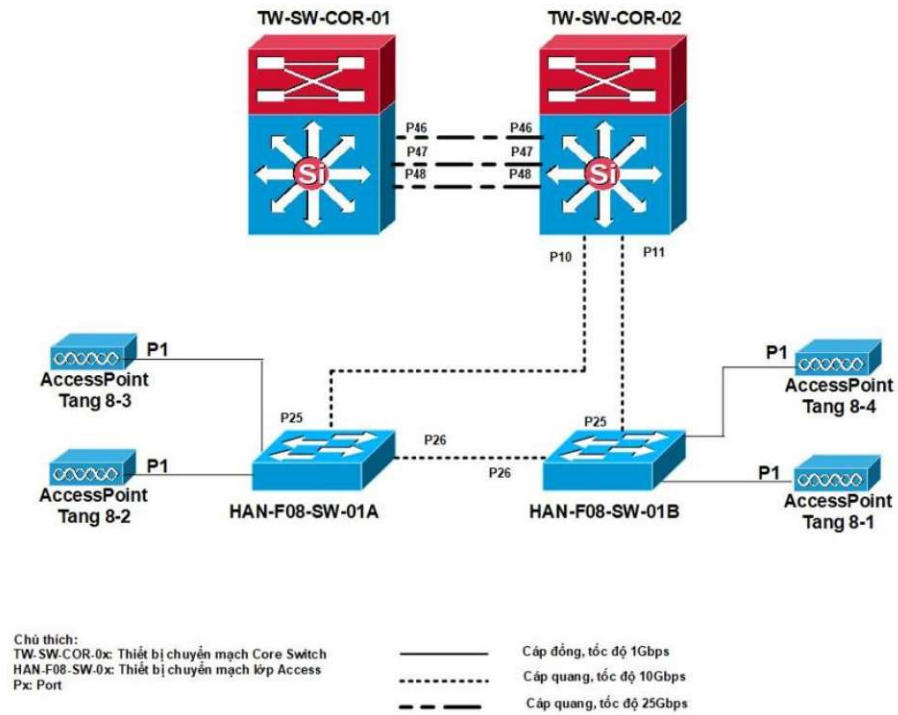 TW-SW-COR-01
TW-SW-COR-02
P46
P46
P47
P47
P48
P48
Si
Si
P10
P11
P1
AccessPoint
Tang 8-3
P1
AccessPoint
Tang 8-4
P25
P25
P26
P26
P1
AccessPoint
Tang 8-2
P1
AccessPoint
Tang 8-1
HAN-F08-SW-01A
HAN-F08-SW-01B
Chú thích:
TW-SW-COR-0x: Thiết bị chuyển mạch Core Switch
HAN-F08-SW-0x: Thiết bị chuyển mạch lớp Access
Px: Port
Cáp đồng, tốc độ 1Gbps
Cáp quang, tốc độ 10Gbps
Cáp quang, tốc độ 25Gbps